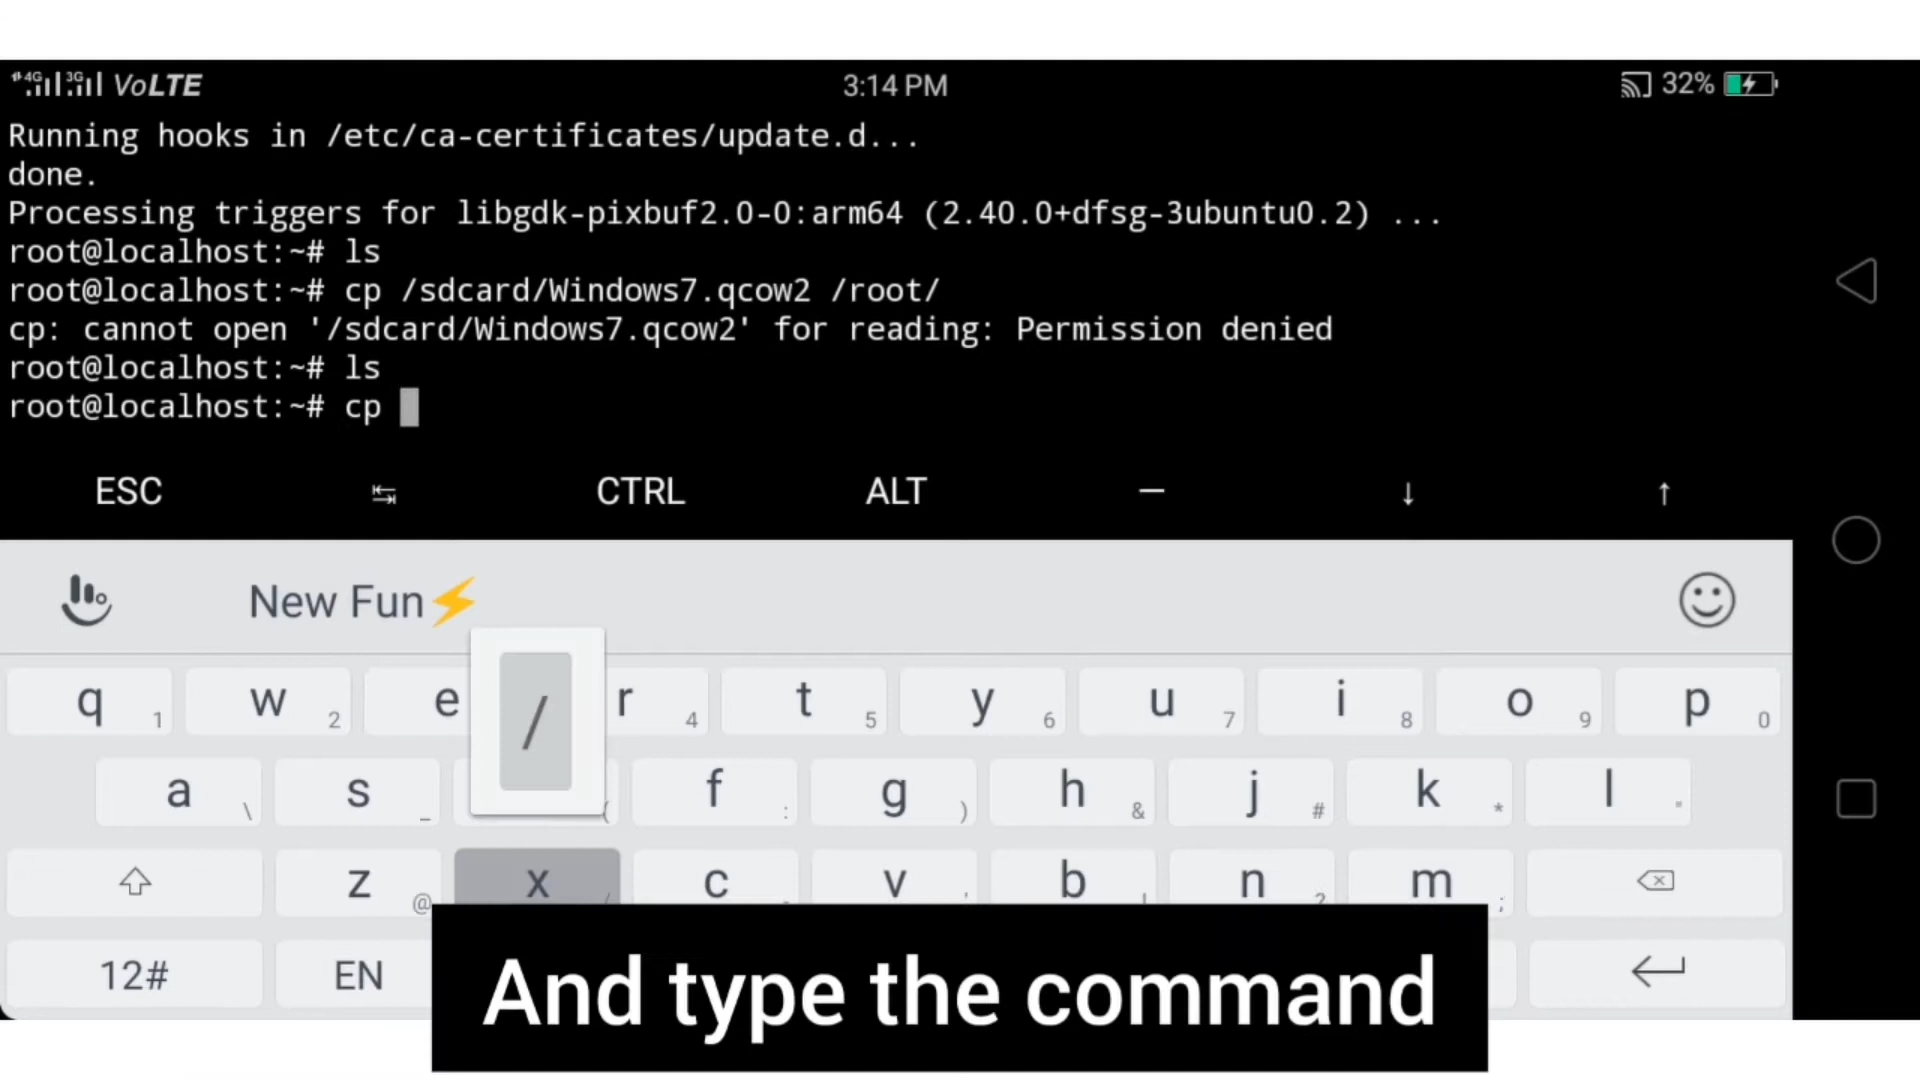 4G 3G VoLTE 3:14 PM 32%
Running hooks in /etc/ca-certificates/update.d...
done.
Processing triggers for libgdk-pixbuf2.0-0:arm64 (2.40.0+dfsg-3ubuntu0.2) ...
root@localhost:~# ls
root@localhost:~# cp /sdcard/Windows7.qcow2 /root/
cp: cannot open '/sdcard/Windows7.qcow2' for reading: Permission denied
root@localhost:~# ls
root@localhost:~# cp
ESC ↹ CTRL ALT — ↓ ↑
New Fun⚡
/
q 1 w 2 e r 4 t 5 y 6 u 7 i 8 o 9 p 0
a \ s _ ( f : g ) h & j # k * l "
z @ x / c v b n ? m ;
12# EN
And type the command